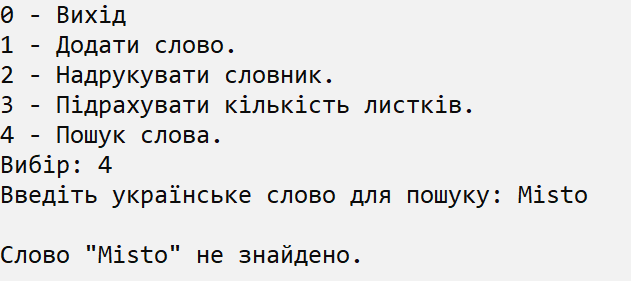 0 - Вихід
1 - Додати слово.
2 - Надрукувати словник.
3 - Підрахувати кількість листків.
4 - Пошук слова.
Вибір: 4
Введіть українське слово для пошуку: Misto
Слово "Misto" не знайдено.